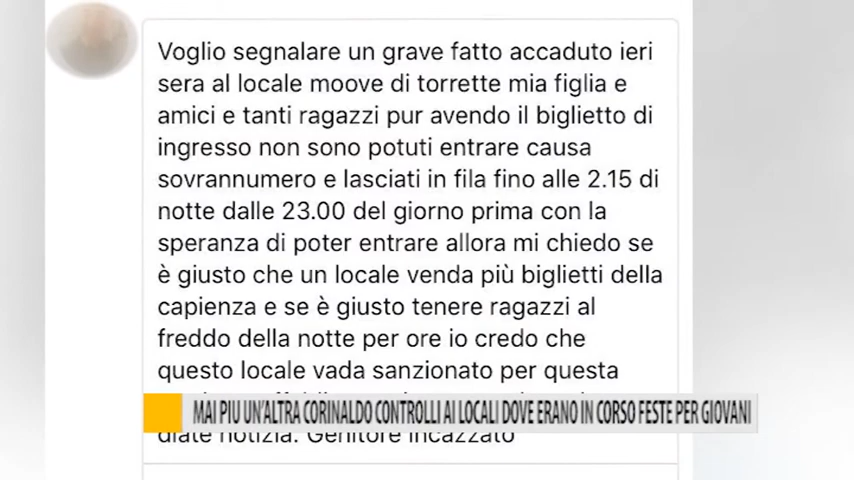 Voglio segnalare un grave fatto accaduto ieri
sera al locale moove di torrette mia figlia e
amici e tanti ragazzi pur avendo il biglietto di
ingresso non sono potuti entrare causa
sovrannumero e lasciati in fila fino alle 2.15 di
notte dalle 23.00 del giorno prima con la
speranza di poter entrare allora mi chiedo se
è giusto che un locale venda più biglietti della
capienza e se è giusto tenere ragazzi al
freddo della notte per ore io credo che
questo locale vada sanzionato per questa
MAI PIU UN'ALTRA CORINALDO CONTROLLI AI LOCALI DOVE ERANO IN CORSO FESTE PER GIOVANI
diate notizia. Genitore incazzato